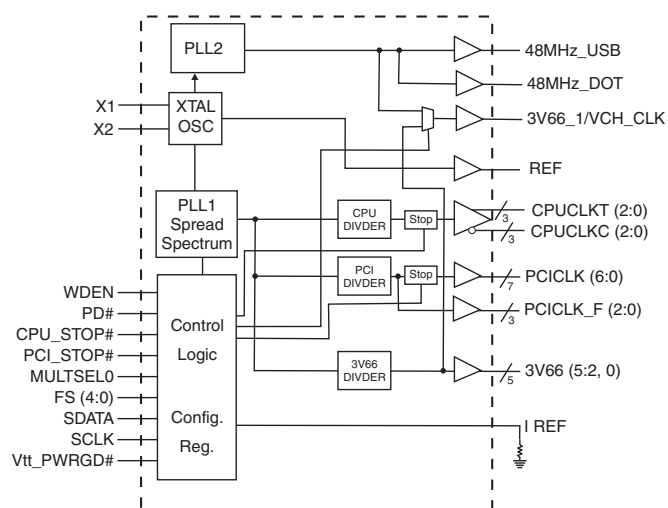 PLL2
48MHz_USB
48MHz_DOT
X1
X2
XTAL
OSC
3V66_1/VCH_CLK
REF
PLL1
Spread
Spectrum
CPU
DIVDER
Stop
3
CPUCLKT (2:0)
3
CPUCLKC (2:0)
WDEN
PD#
CPU_STOP#
PCI_STOP#
MULTSEL0
FS (4:0)
SDATA
SCLK
Vtt_PWRGD#
Control
Logic
Config.
Reg.
PCI
DIVDER
Stop
7
PCICLK (6:0)
3
PCICLK_F (2:0)
3V66
DIVDER
5
3V66 (5:2, 0)
I REF